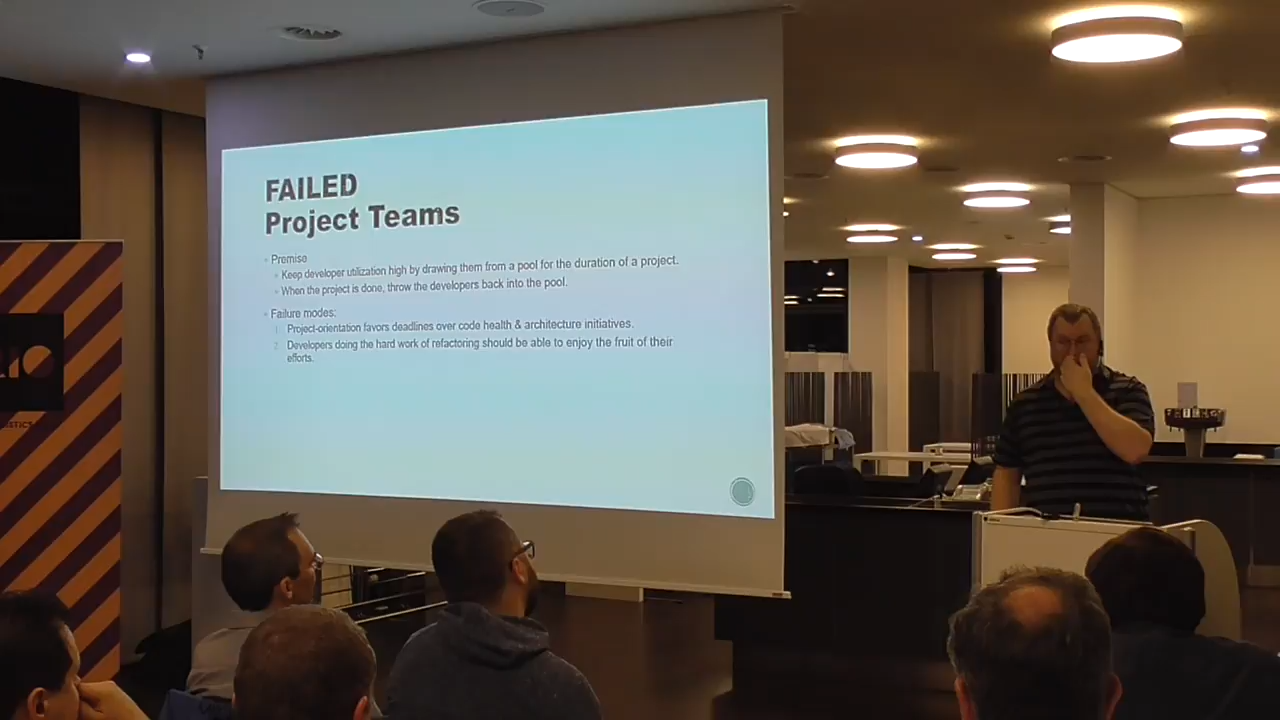 FAILED
Project Teams
Premise
Keep developer utilization high by drawing them from a pool for the duration of a project.
When the project is done, throw the developers back into the pool.
Failure modes:
1. Project-orientation favors deadlines over code health & architecture initiatives.
2. Developers doing the hard work of refactoring should be able to enjoy the fruit of their
efforts.